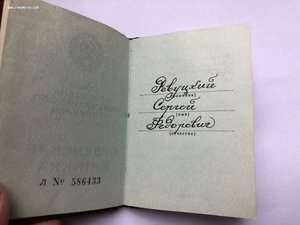 Ревуцкий
(фамилия)
Сергей
(имя)
Федорович
(отчество)
Л № 586433